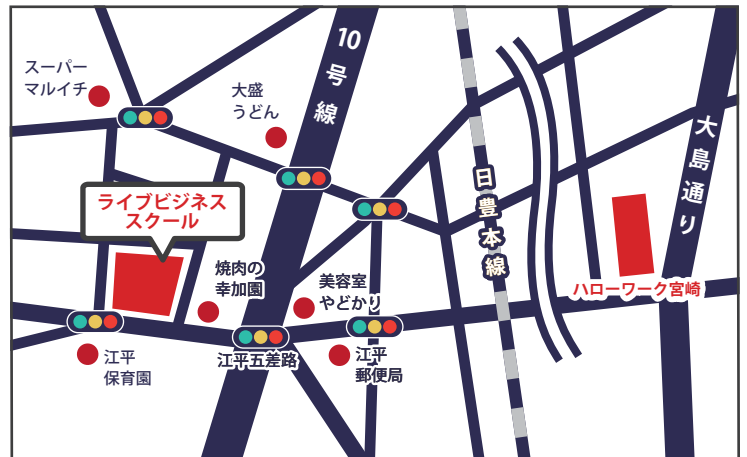 スーパー
マルイチ
大盛
うどん
10号線
日豊本線
大島通り
ライブビジネス
スクール
焼肉の
幸加園
美容室
やどかり
ハローワーク宮崎
江平
保育園
江平五差路
江平
郵便局